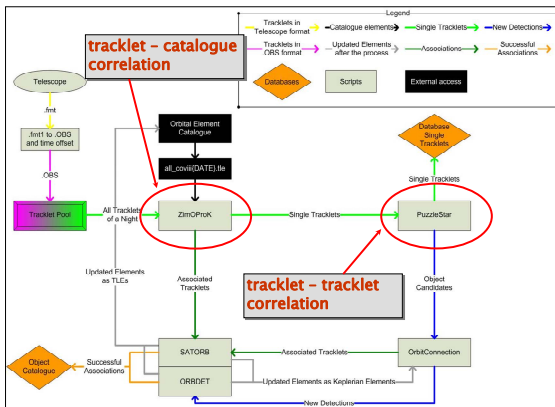 Legend
Tracklets in
Telescope format
Catalogue elements
Single Tracklets
New Detections
Tracklets in
OBS format
Updated Elements
after the process
Associations
Successful
Associations
Databases
Scripts
External access
tracklet – catalogue
correlation
Telescope
.fmt
.fmt1 to .OBS
and time offset
.OBS
Orbital Element
Catalogue
Database
Single
Tracklets
Single Tracklets
Tracklet Pool
All Tracklets
of a Night
ZimOProK
Single Tracklets
PuzzleStar
Updated Elements
as TLEs
Associated
Tracklets
tracklet – tracklet
correlation
Object
Candidates
Object
Catalogue
Successful
Associations
SATORB
ORBDET
Associated Tracklets
OrbitConnection
Updated Elements as Keplerian Elements
New Detections